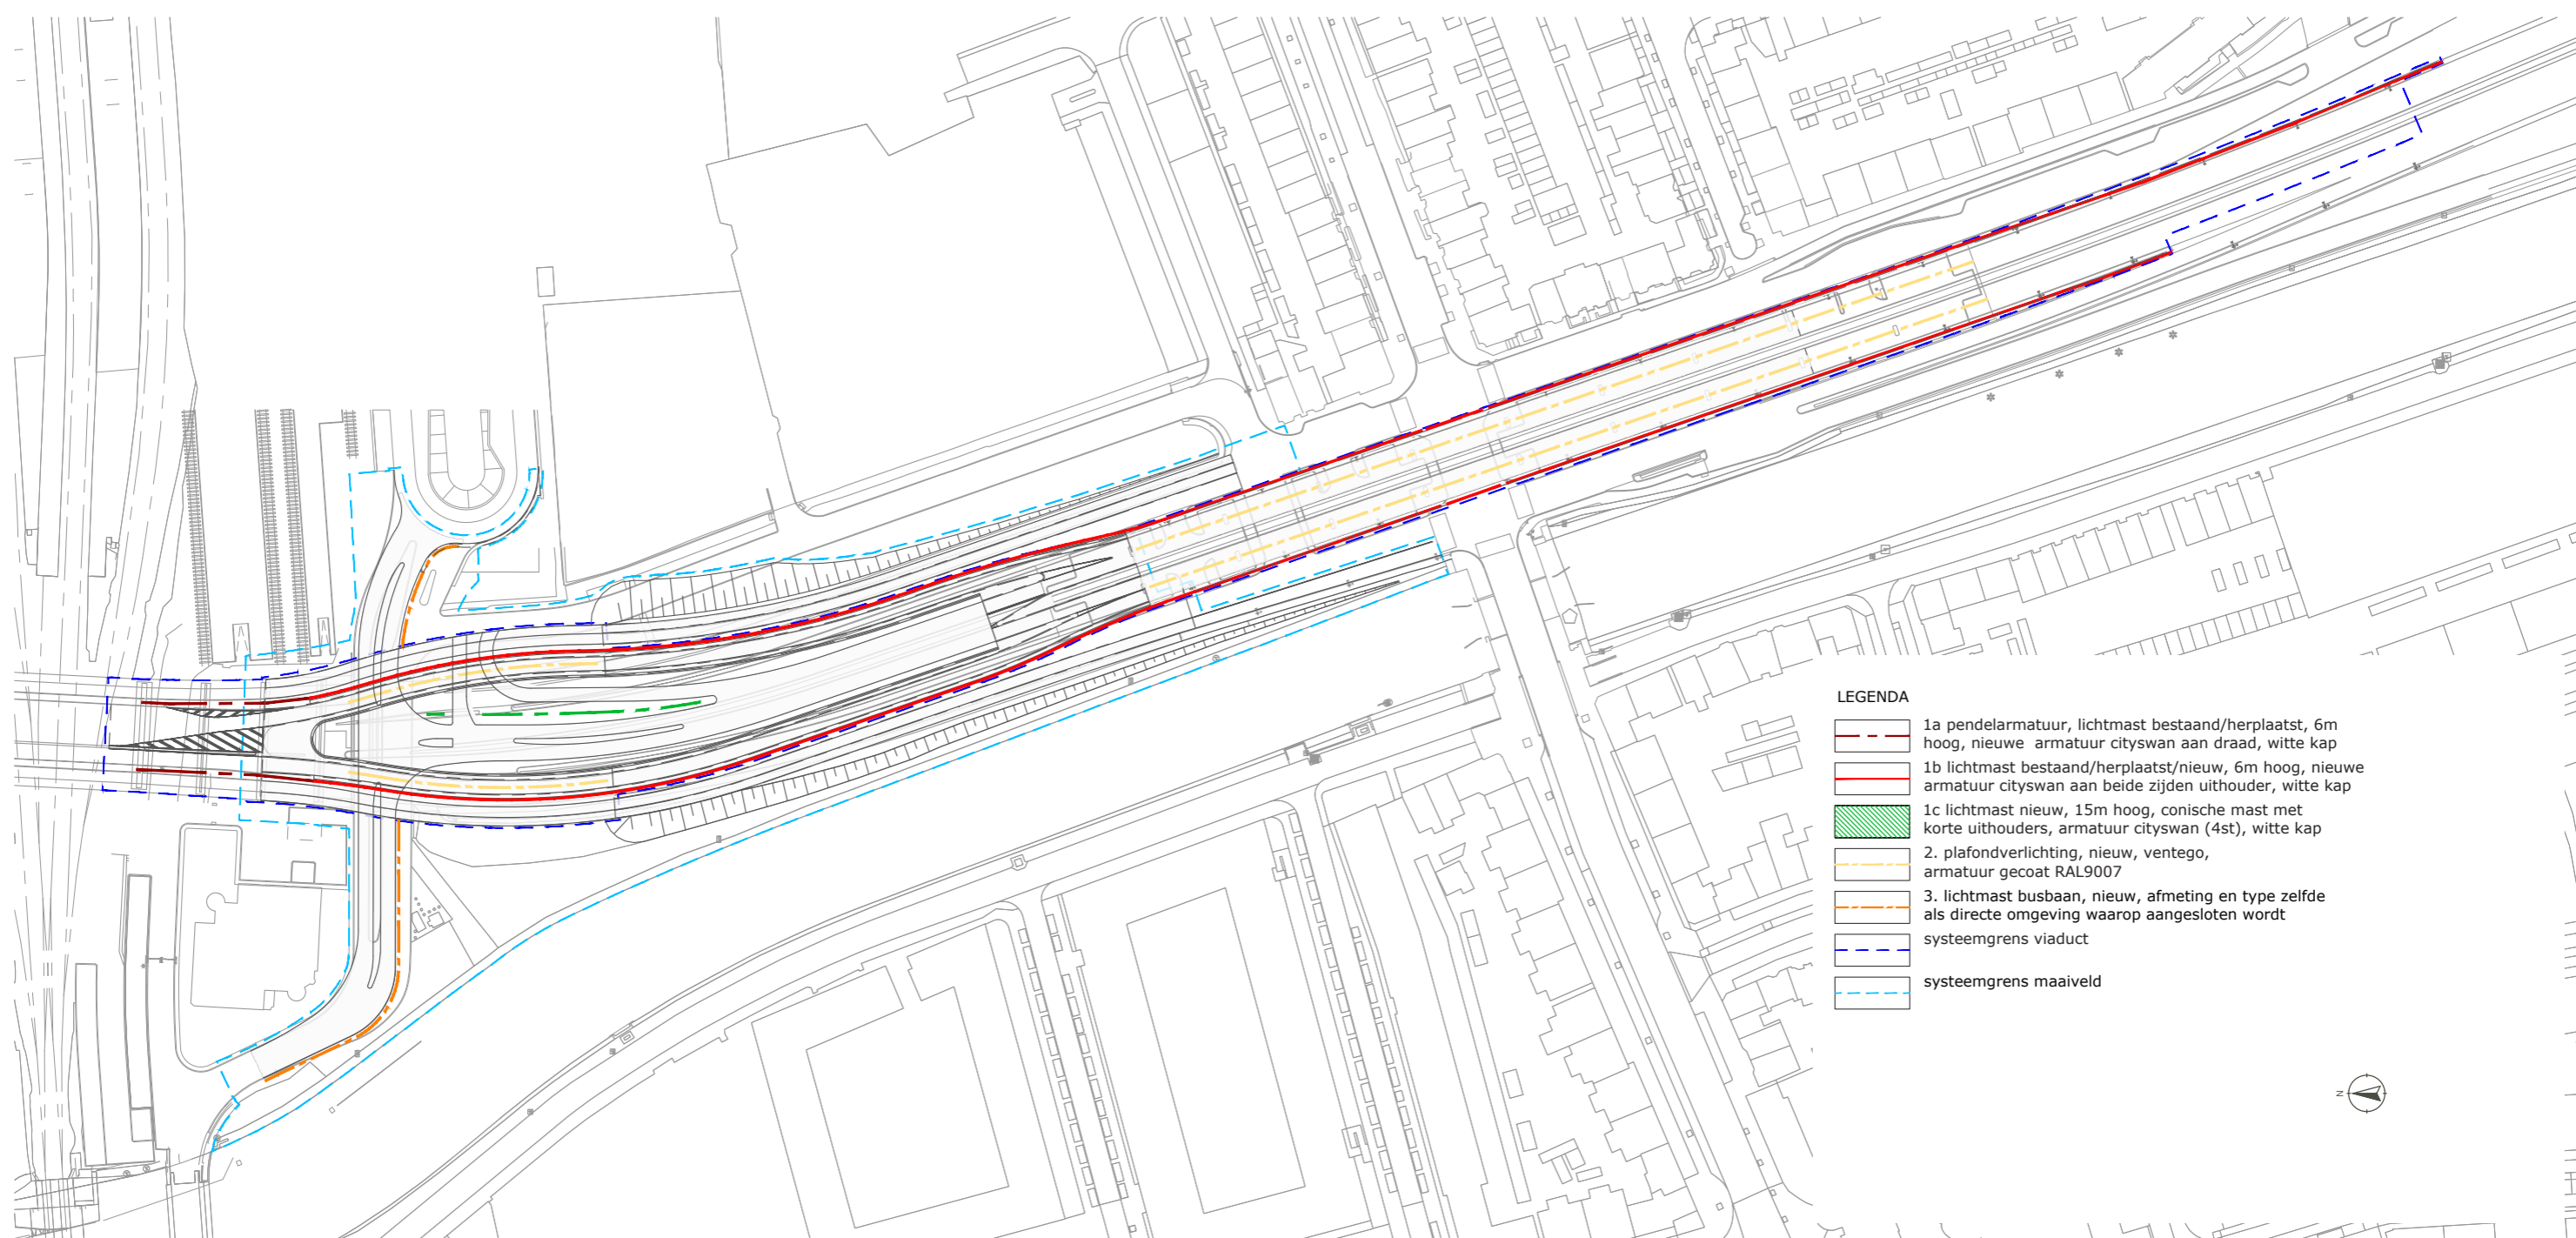 LEGENDA
1a pendelarmatuur, lichtmast bestaand/herplaatst, 6m
hoog, nieuwe armatuur cityswan aan draad, witte kap
1b lichtmast bestaand/herplaatst/nieuw, 6m hoog, nieuwe
armatuur cityswan aan beide zijden uithouder, witte kap
1c lichtmast nieuw, 15m hoog, conische mast met
korte uithouders, armatuur cityswan (4st), witte kap
2. plafondverlichting, nieuw, ventego,
armatuur gecoat RAL9007
3. lichtmast busbaan, nieuw, afmeting en type zelfde
als directe omgeving waarop aangesloten wordt
systeemgrens viaduct
systeemgrens maaiveld
N